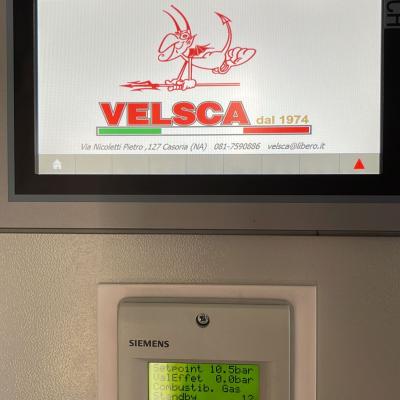 VELSCA dal 1974
Via Nicoletti Pietro ,127 Casoria (NA) 081-7590886 velsca@libero.it
SIEMENS
Setpoint 10.5bar
ValEffet 0.0bar
Combustib. Gas
Standby 12